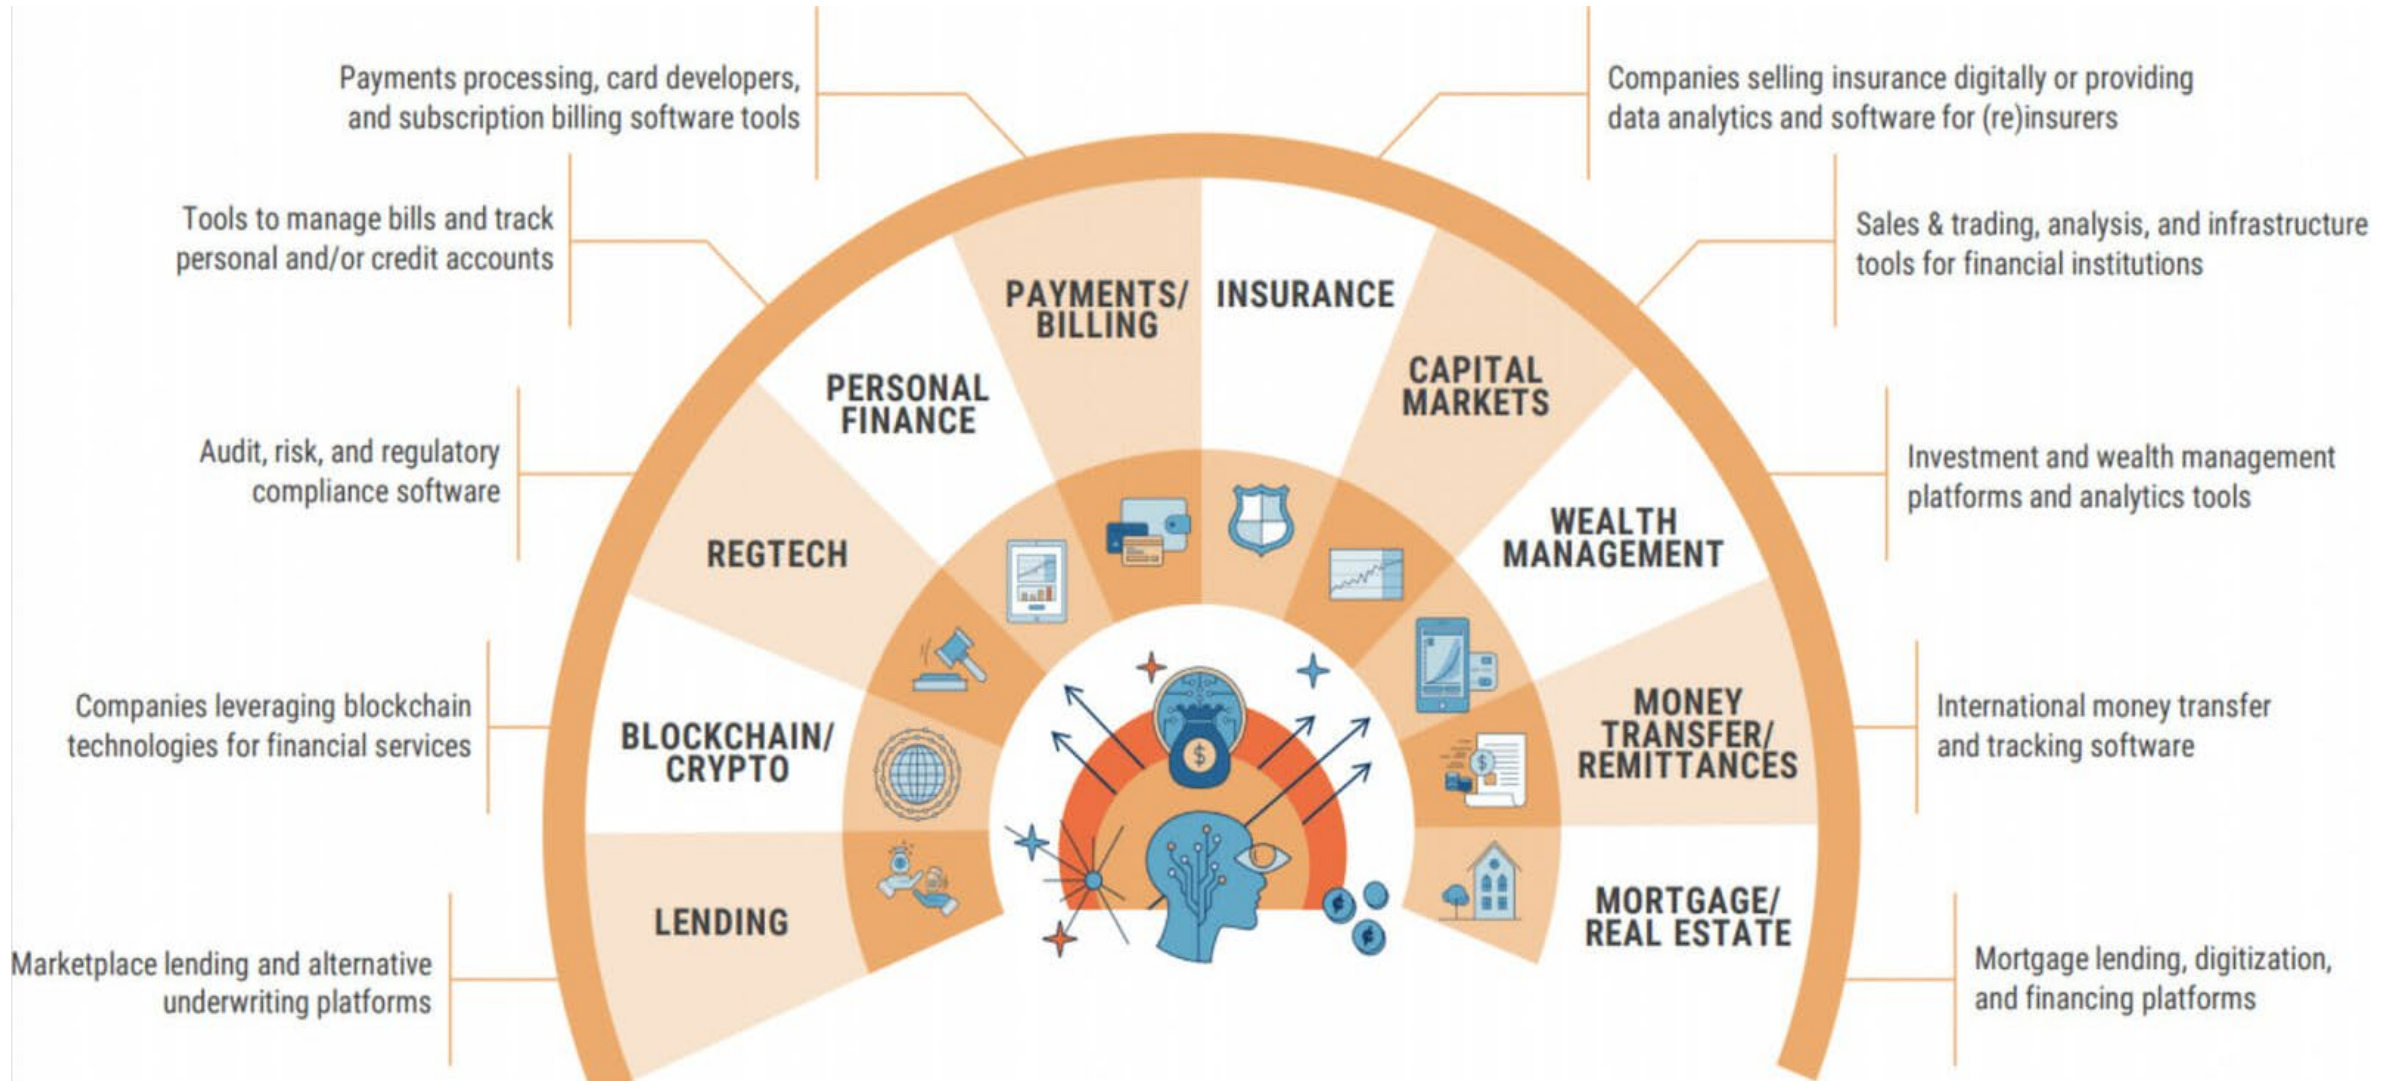 Payments processing, card developers,
and subscription billing software tools
Companies selling insurance digitally or providing
data analytics and software for (re)insurers
Tools to manage bills and track
personal and/or credit accounts
Sales & trading, analysis, and infrastructure
tools for financial institutions
Audit, risk, and regulatory
compliance software
Investment and wealth management
platforms and analytics tools
Companies leveraging blockchain
technologies for financial services
International money transfer
and tracking software
Marketplace lending and alternative
underwriting platforms
Mortgage lending, digitization,
and financing platforms
LENDING
BLOCKCHAIN/
CRYPTO
REGTECH
PERSONAL
FINANCE
PAYMENTS/
BILLING
INSURANCE
CAPITAL
MARKETS
WEALTH
MANAGEMENT
MONEY
TRANSFER/
REMITTANCES
MORTGAGE/
REAL ESTATE